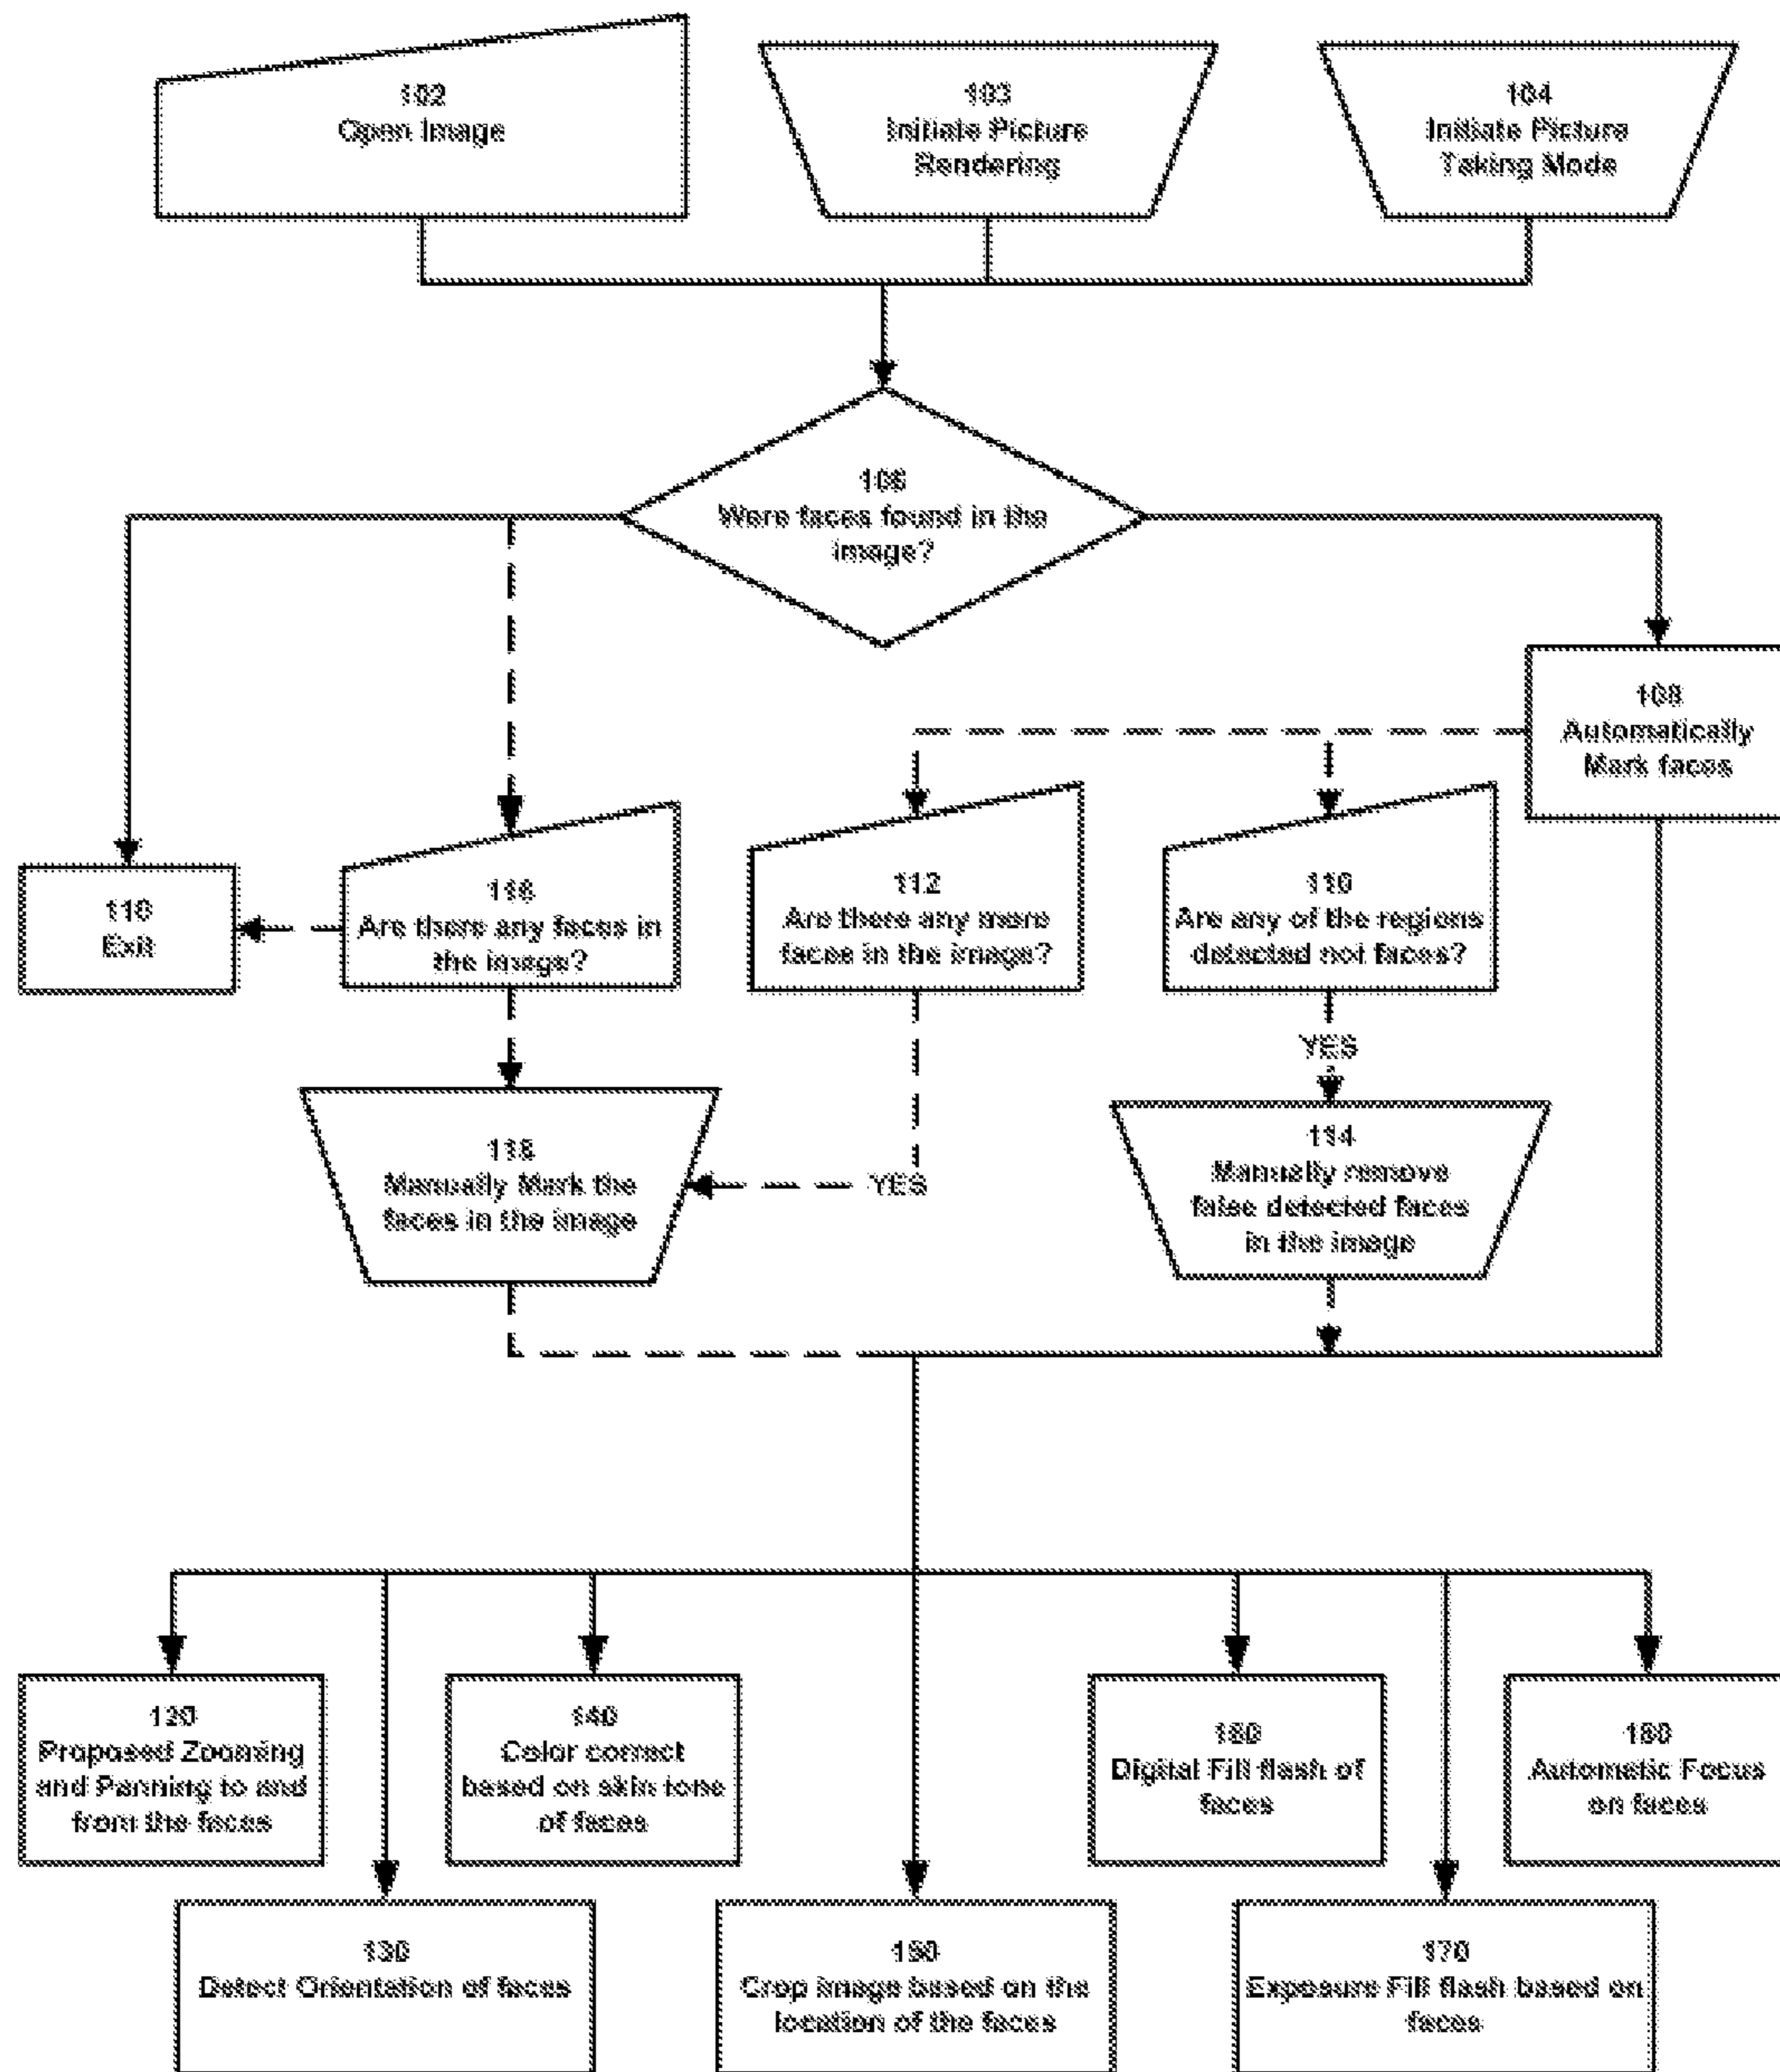 102
Open Image
103
Initiate Picture
Rendering
104
Initiate Picture
Taking Mode
106
Were faces found in the
image?
108
Automatically
Mark faces
110
Exit
116
Are there any faces in
the image?
112
Are there any more
faces in the image?
110
Are any of the regions
detected not faces?
YES
118
Manually Mark the
faces in the image
YES
114
Manually remove
false detected faces
in the image
120
Proposed Zooming
and Panning to and
from the faces
140
Color correct
based on skin tone
of faces
160
Digital Fill flash of
faces
180
Automatic Focus
on faces
130
Detect Orientation of faces
150
Crop image based on the
location of the faces
170
Exposure Fill flash based on
faces